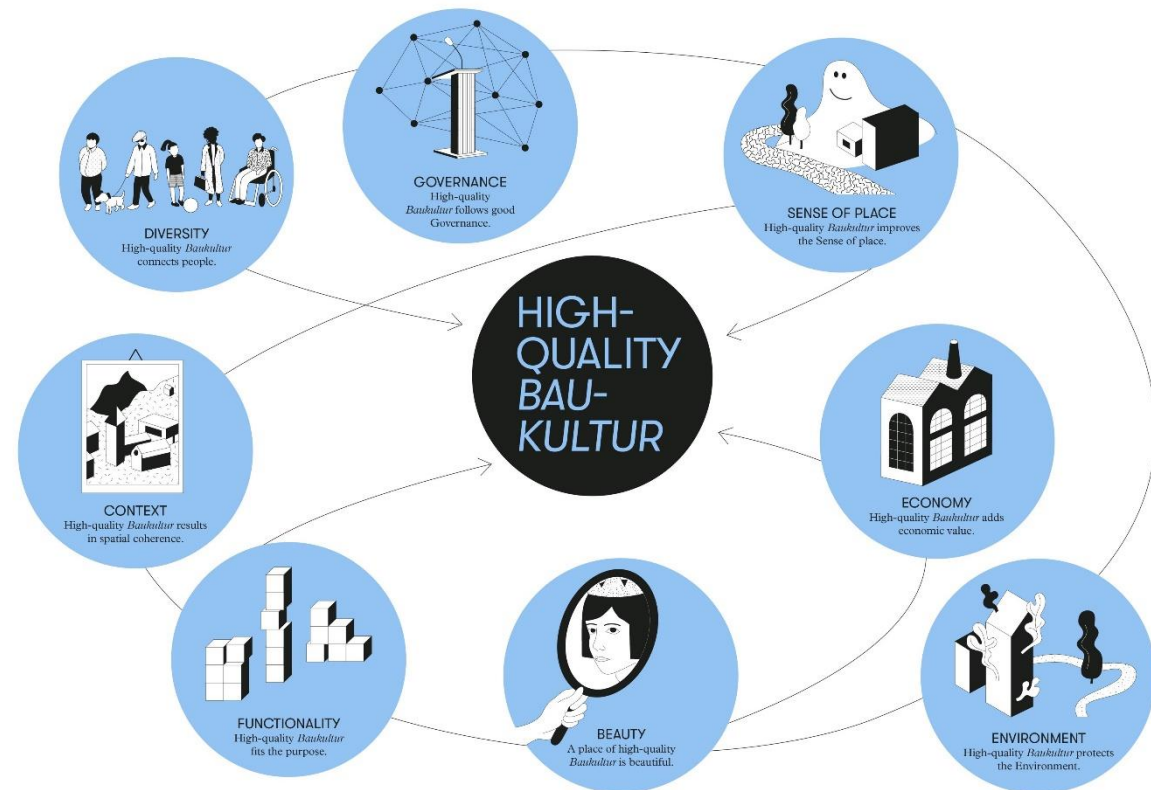 GOVERNANCE
High-quality
Baukultur follows good
Governance.
SENSE OF PLACE
High-quality Baukultur improves
the Sense of place.
DIVERSITY
High-quality Baukultur
connects people.
HIGH-
QUALITY
BAU-
KULTUR
CONTEXT
High-quality Baukultur results
in spatial coherence.
ECONOMY
High-quality Baukultur adds
economic value.
FUNCTIONALITY
High-quality Baukultur
fits the purpose.
BEAUTY
A place of high-quality
Baukultur is beautiful.
ENVIRONMENT
High-quality Baukultur protects
the Environment.